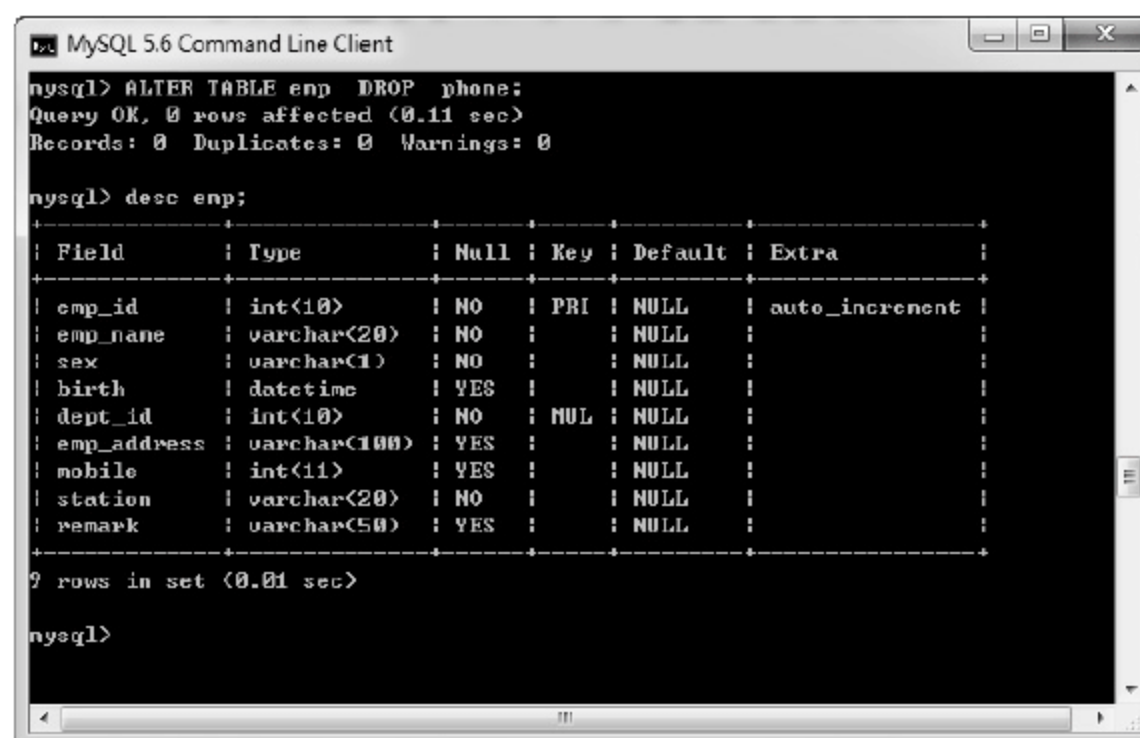 MySQL 5.6 Command Line Client
mysql> ALTER TABLE emp  DROP  phone;
Query OK, 0 rows affected (0.11 sec)
Records: 0  Duplicates: 0  Warnings: 0
mysql> desc emp;
+--------------+--------------+------+-----+---------+----------------+
| Field        | Type         | Null | Key | Default | Extra          |
+--------------+--------------+------+-----+---------+----------------+
| emp_id       | int(10)      | NO   | PRI | NULL    | auto_increment |
| emp_name     | varchar(20)  | NO   |     | NULL    |                |
| sex          | varchar(1)   | NO   |     | NULL    |                |
| birth        | datetime     | YES  |     | NULL    |                |
| dept_id      | int(10)      | NO   | MUL | NULL    |                |
| emp_address  | varchar(100) | YES  |     | NULL    |                |
| mobile       | int(11)      | YES  |     | NULL    |                |
| station      | varchar(20)  | NO   |     | NULL    |                |
| remark       | varchar(50)  | YES  |     | NULL    |                |
+--------------+--------------+------+-----+---------+----------------+
9 rows in set (0.01 sec)
mysql>